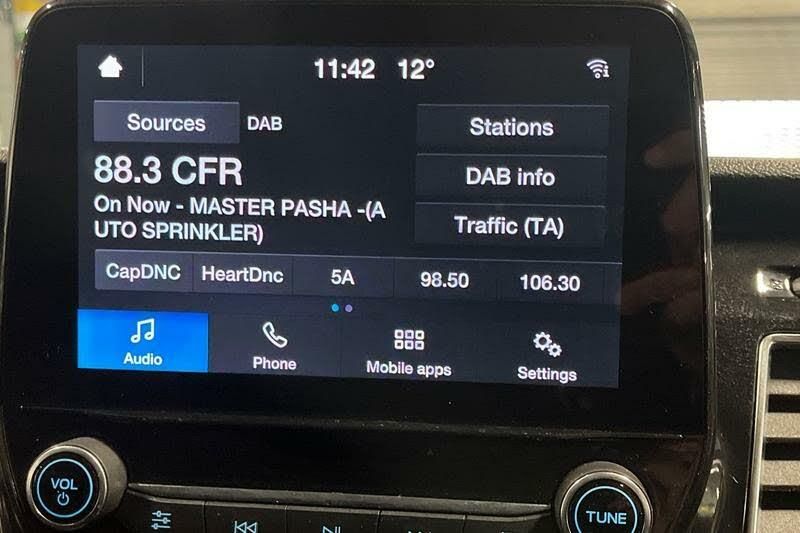 11:42 12°
Sources DAB
Stations
88.3 CFR
DAB info
On Now - MASTER PASHA -(A
UTO SPRINKLER)
Traffic (TA)
CapDNC HeartDnc 5A 98.50 106.30
Audio Phone Mobile apps Settings
VOL
TUNE